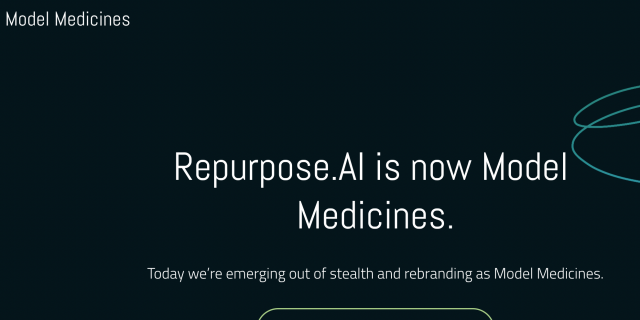 Model Medicines
Repurpose.AI is now Model
Medicines.
Today we're emerging out of stealth and rebranding as Model Medicines.